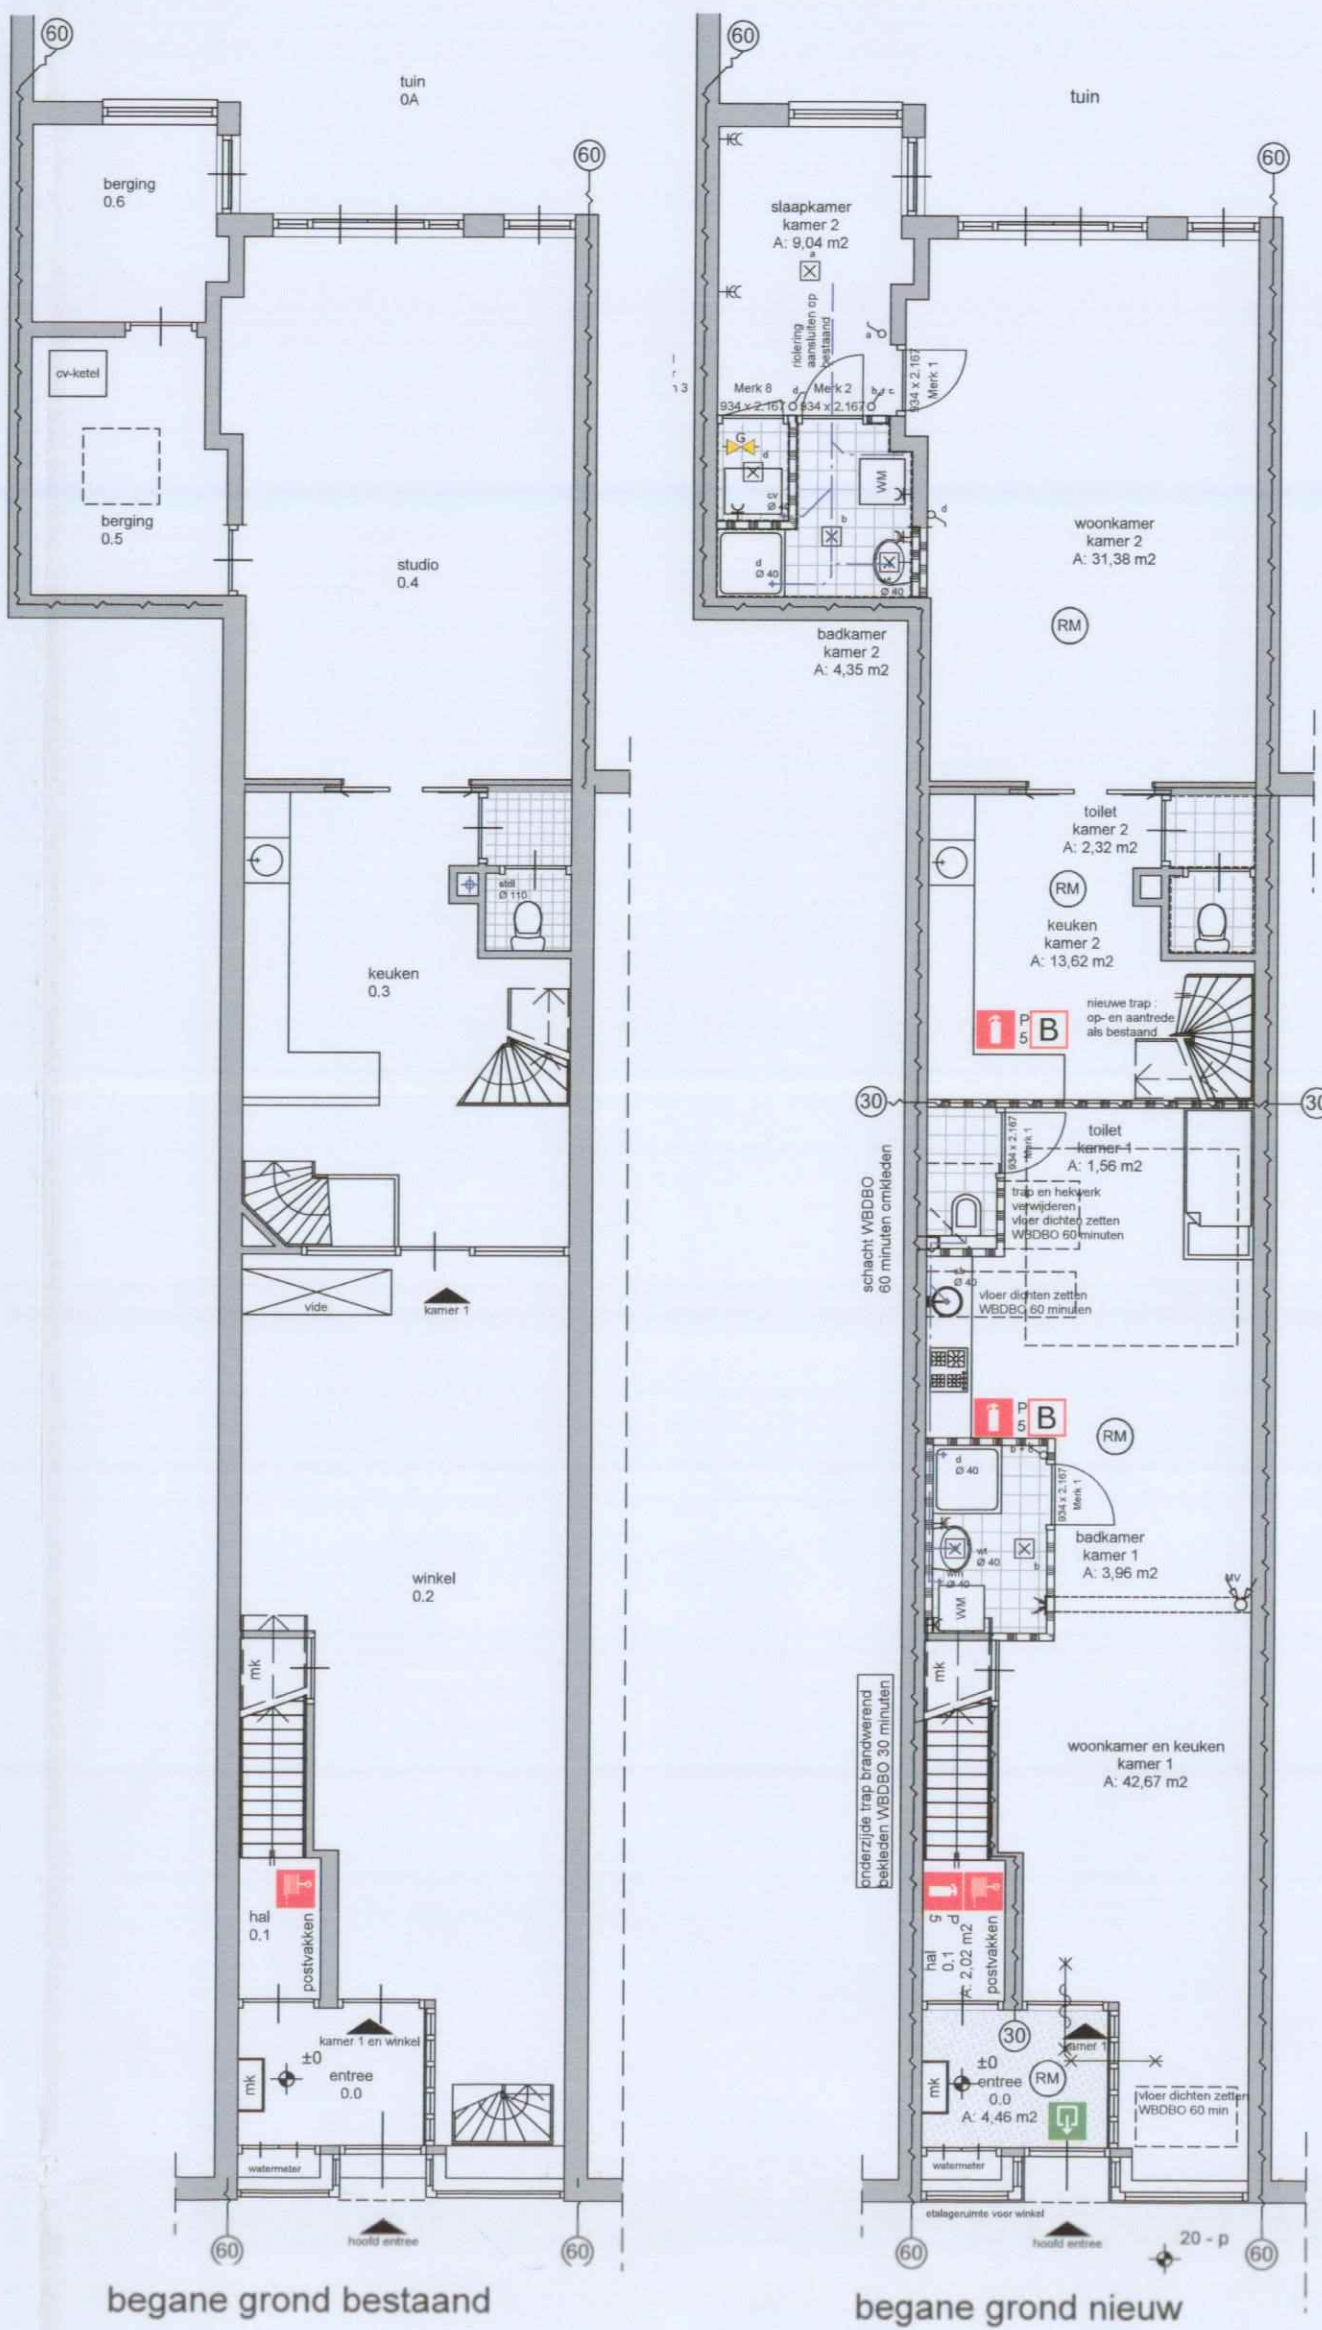 60
tuin
0A
berging
0.6
60
cv-ketel
berging
0.5
studio
0.4
stdl
Ø 110
keuken
0.3
vide
kamer 1
winkel
0.2
mk
hal
0.1
postvakken
kamer 1 en winkel
±0
entree
0.0
mk
watermeter
60
hoofd entree
60
begane grond bestaand
60
tuin
60
slaapkamer
kamer 2
A: 9,04 m2
a
riolering
aansluiten op
bestaand
a
3
Merk 8
934 x 2.167
d
Merk 2
934 x 2.167
b + c
934 x 2.167
Merk 1
G
d
cv
WM
b
d
Ø 40
Ø 40
d
woonkamer
kamer 2
A: 31,38 m2
RM
badkamer
kamer 2
A: 4,35 m2
toilet
kamer 2
A: 2,32 m2
RM
keuken
kamer 2
A: 13,62 m2
nieuwe trap :
op- en aantrede
als bestaand
P
5
B
30
30
934 x 2.167
Merk 1
toilet
kamer 1
A: 1,56 m2
schacht WBDBO
60 minuten omkleden
trap en hekwerk
verwijderen
vloer dichten zetten
WBDBO 60 minuten
Ø 40
vloer dichten zetten
WBDBO 60 minuten
P
5
B
RM
d
Ø 40
934 x 2.167
Merk 1
badkamer
kamer 1
A: 3,96 m2
wt
Ø 40
b
wm
Ø 40
WM
MV
mk
onderzijde trap brandwerend
bekleden WBDBO 30 minuten
woonkamer en keuken
kamer 1
A: 42,67 m2
P
5
hal
0.1
A: 2,02 m2
postvakken
30
kamer 1
±0
entree
0.0
A: 4,46 m2
RM
mk
vloer dichten zetten
WBDBO 60 min
watermeter
etalageruimte voor winkel
60
hoofd entree
20 - p
60
begane grond nieuw